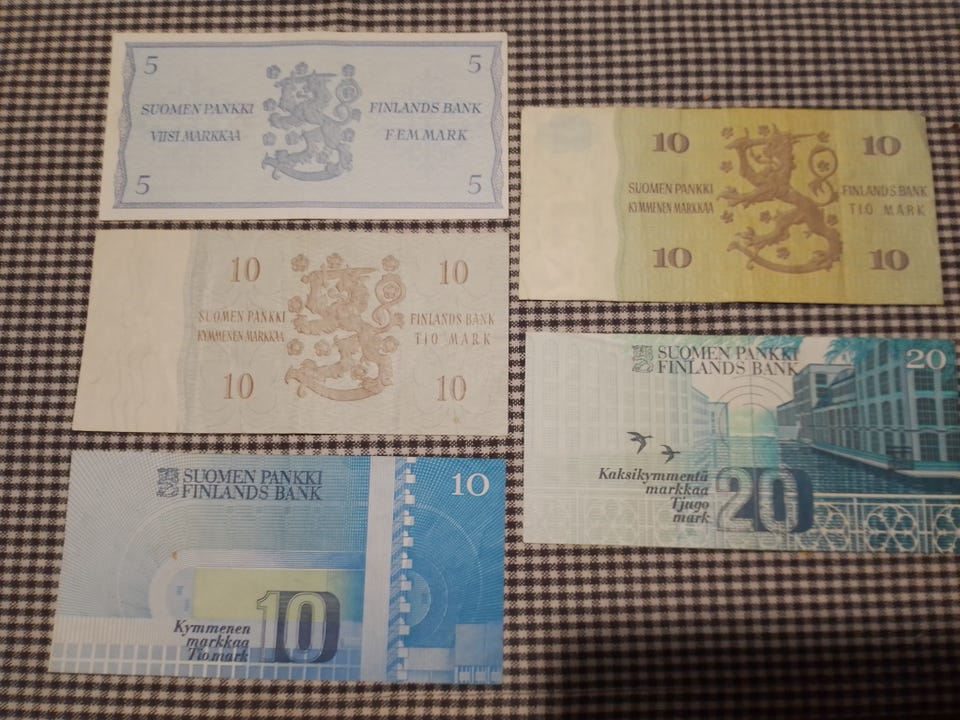 5 5
SUOMEN PANKKI FINLANDS BANK
VIISI MARKKAA FEM MARK
5 5
10 10
SUOMEN PANKKI FINLANDS BANK
KYMMENEN MARKKAA TIO MARK
10 10
10 10
SUOMEN PANKKI FINLANDS BANK
KYMMENEN MARKKAA TIO MARK
10 10
SUOMEN PANKKI 20
FINLANDS BANK
Kaksikymmentä
markkaa
Tjugo
mark
20
SUOMEN PANKKI 10
FINLANDS BANK
Kymmenen
markkaa
Tio mark
10